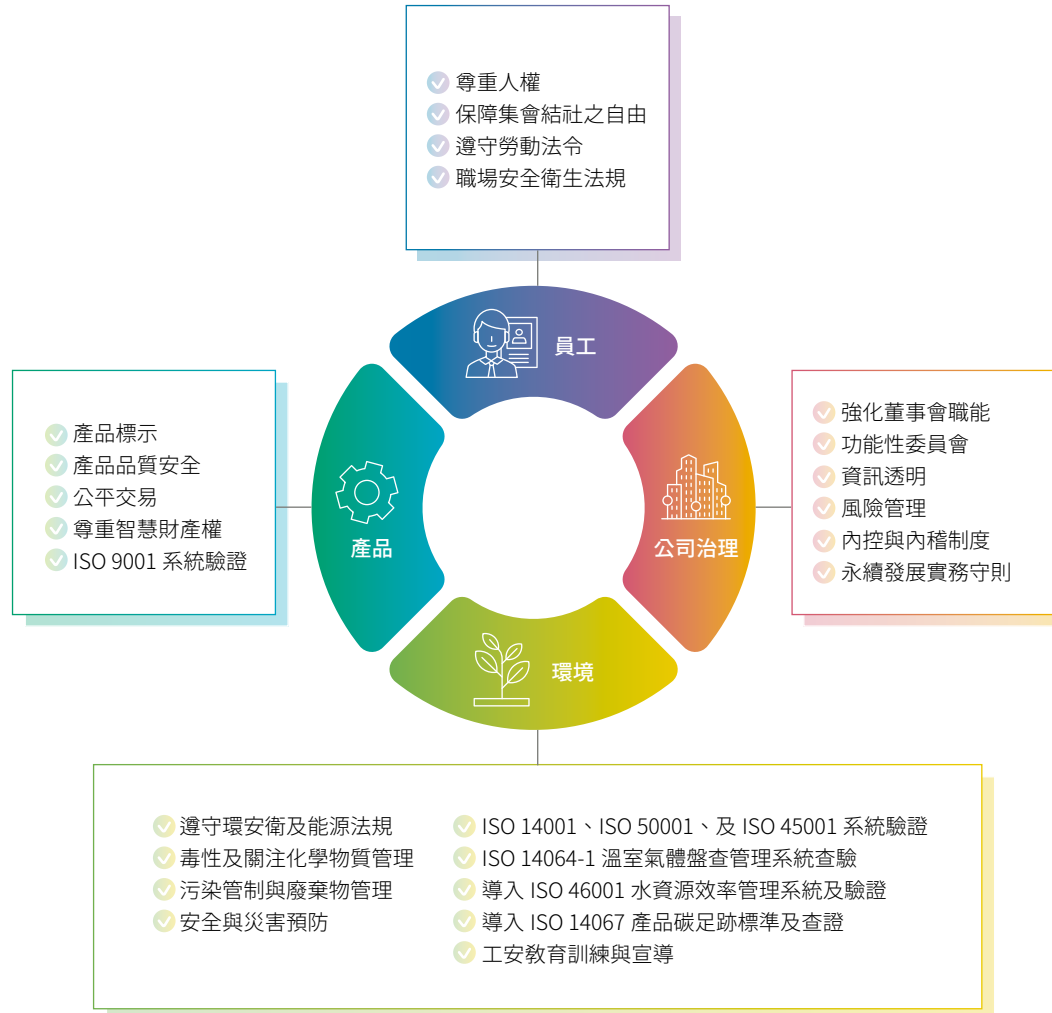 尊重人權
保障集會結社之自由
遵守勞動法令
職場安全衛生法規
員工
產品標示
產品品質安全
公平交易
尊重智慧財產權
ISO 9001 系統驗證
產品
強化董事會職能
功能性委員會
資訊透明
風險管理
內控與內稽制度
永續發展實務守則
公司治理
環境
遵守環安衛及能源法規
毒性及關注化學物質管理
污染管制與廢棄物管理
安全與災害預防
ISO 14001、ISO 50001、及 ISO 45001 系統驗證
ISO 14064-1 溫室氣體盤查管理系統查驗
導入 ISO 46001 水資源效率管理系統及驗證
導入 ISO 14067 產品碳足跡標準及查證
工安教育訓練與宣導